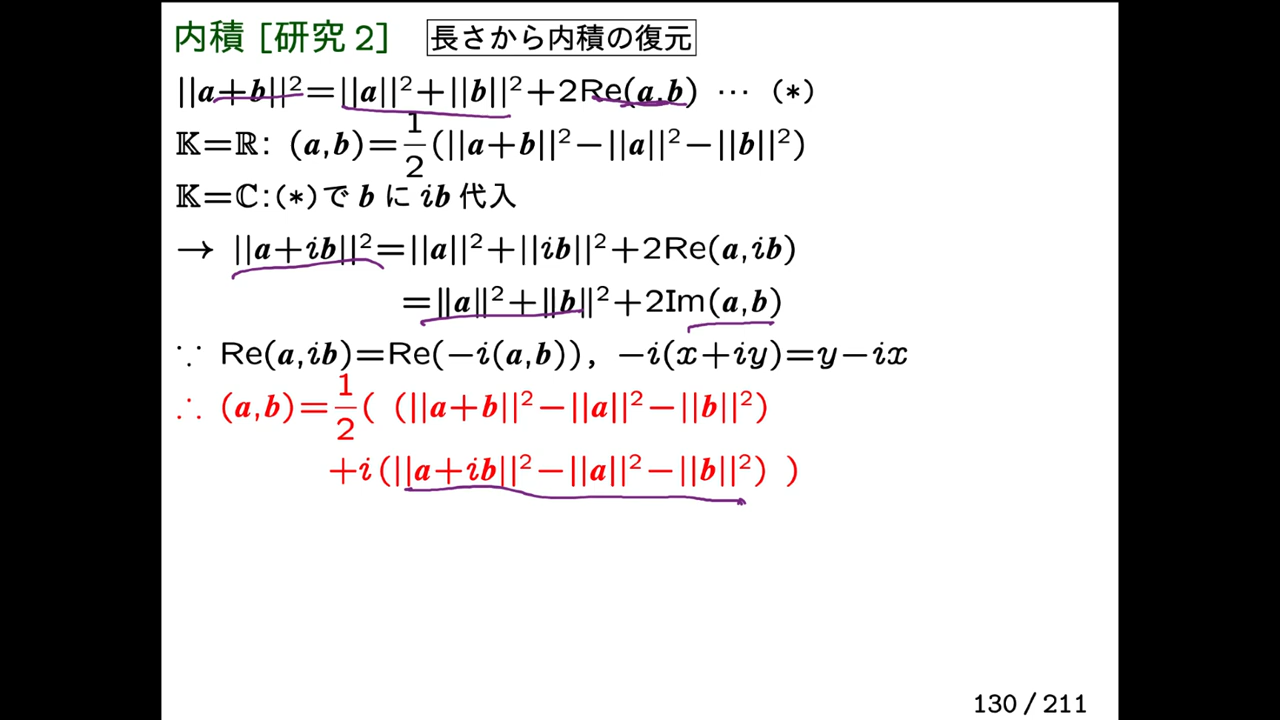 内積 [研究 2] 長さから内積の復元
||a+b||²=||a||²+||b||²+2Re(a,b) ⋯ (*)
𝕂=ℝ: (a,b)=1/2(||a+b||²−||a||²−||b||²)
𝕂=ℂ:(*)で b に ib 代入
→ ||a+ib||²=||a||²+||ib||²+2Re(a,ib)
=||a||²+||b||²+2Im(a,b)
∵ Re(a,ib)=Re(−i(a,b)), −i(x+iy)=y−ix
∴ (a,b)=1/2( (||a+b||²−||a||²−||b||²)
+i(||a+ib||²−||a||²−||b||²) )
130 / 211